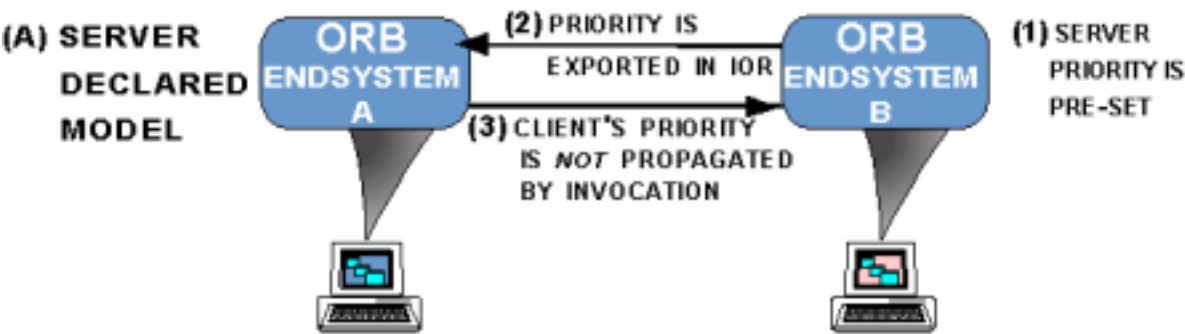 (A) SERVER
DECLARED
MODEL
ORB
ENDSYSTEM
A
(2) PRIORITY IS
EXPORTED IN IOR
(3) CLIENT'S PRIORITY
IS NOT PROPAGATED
BY INVOCATION
ORB
ENDSYSTEM
B
(1) SERVER
PRIORITY IS
PRE-SET